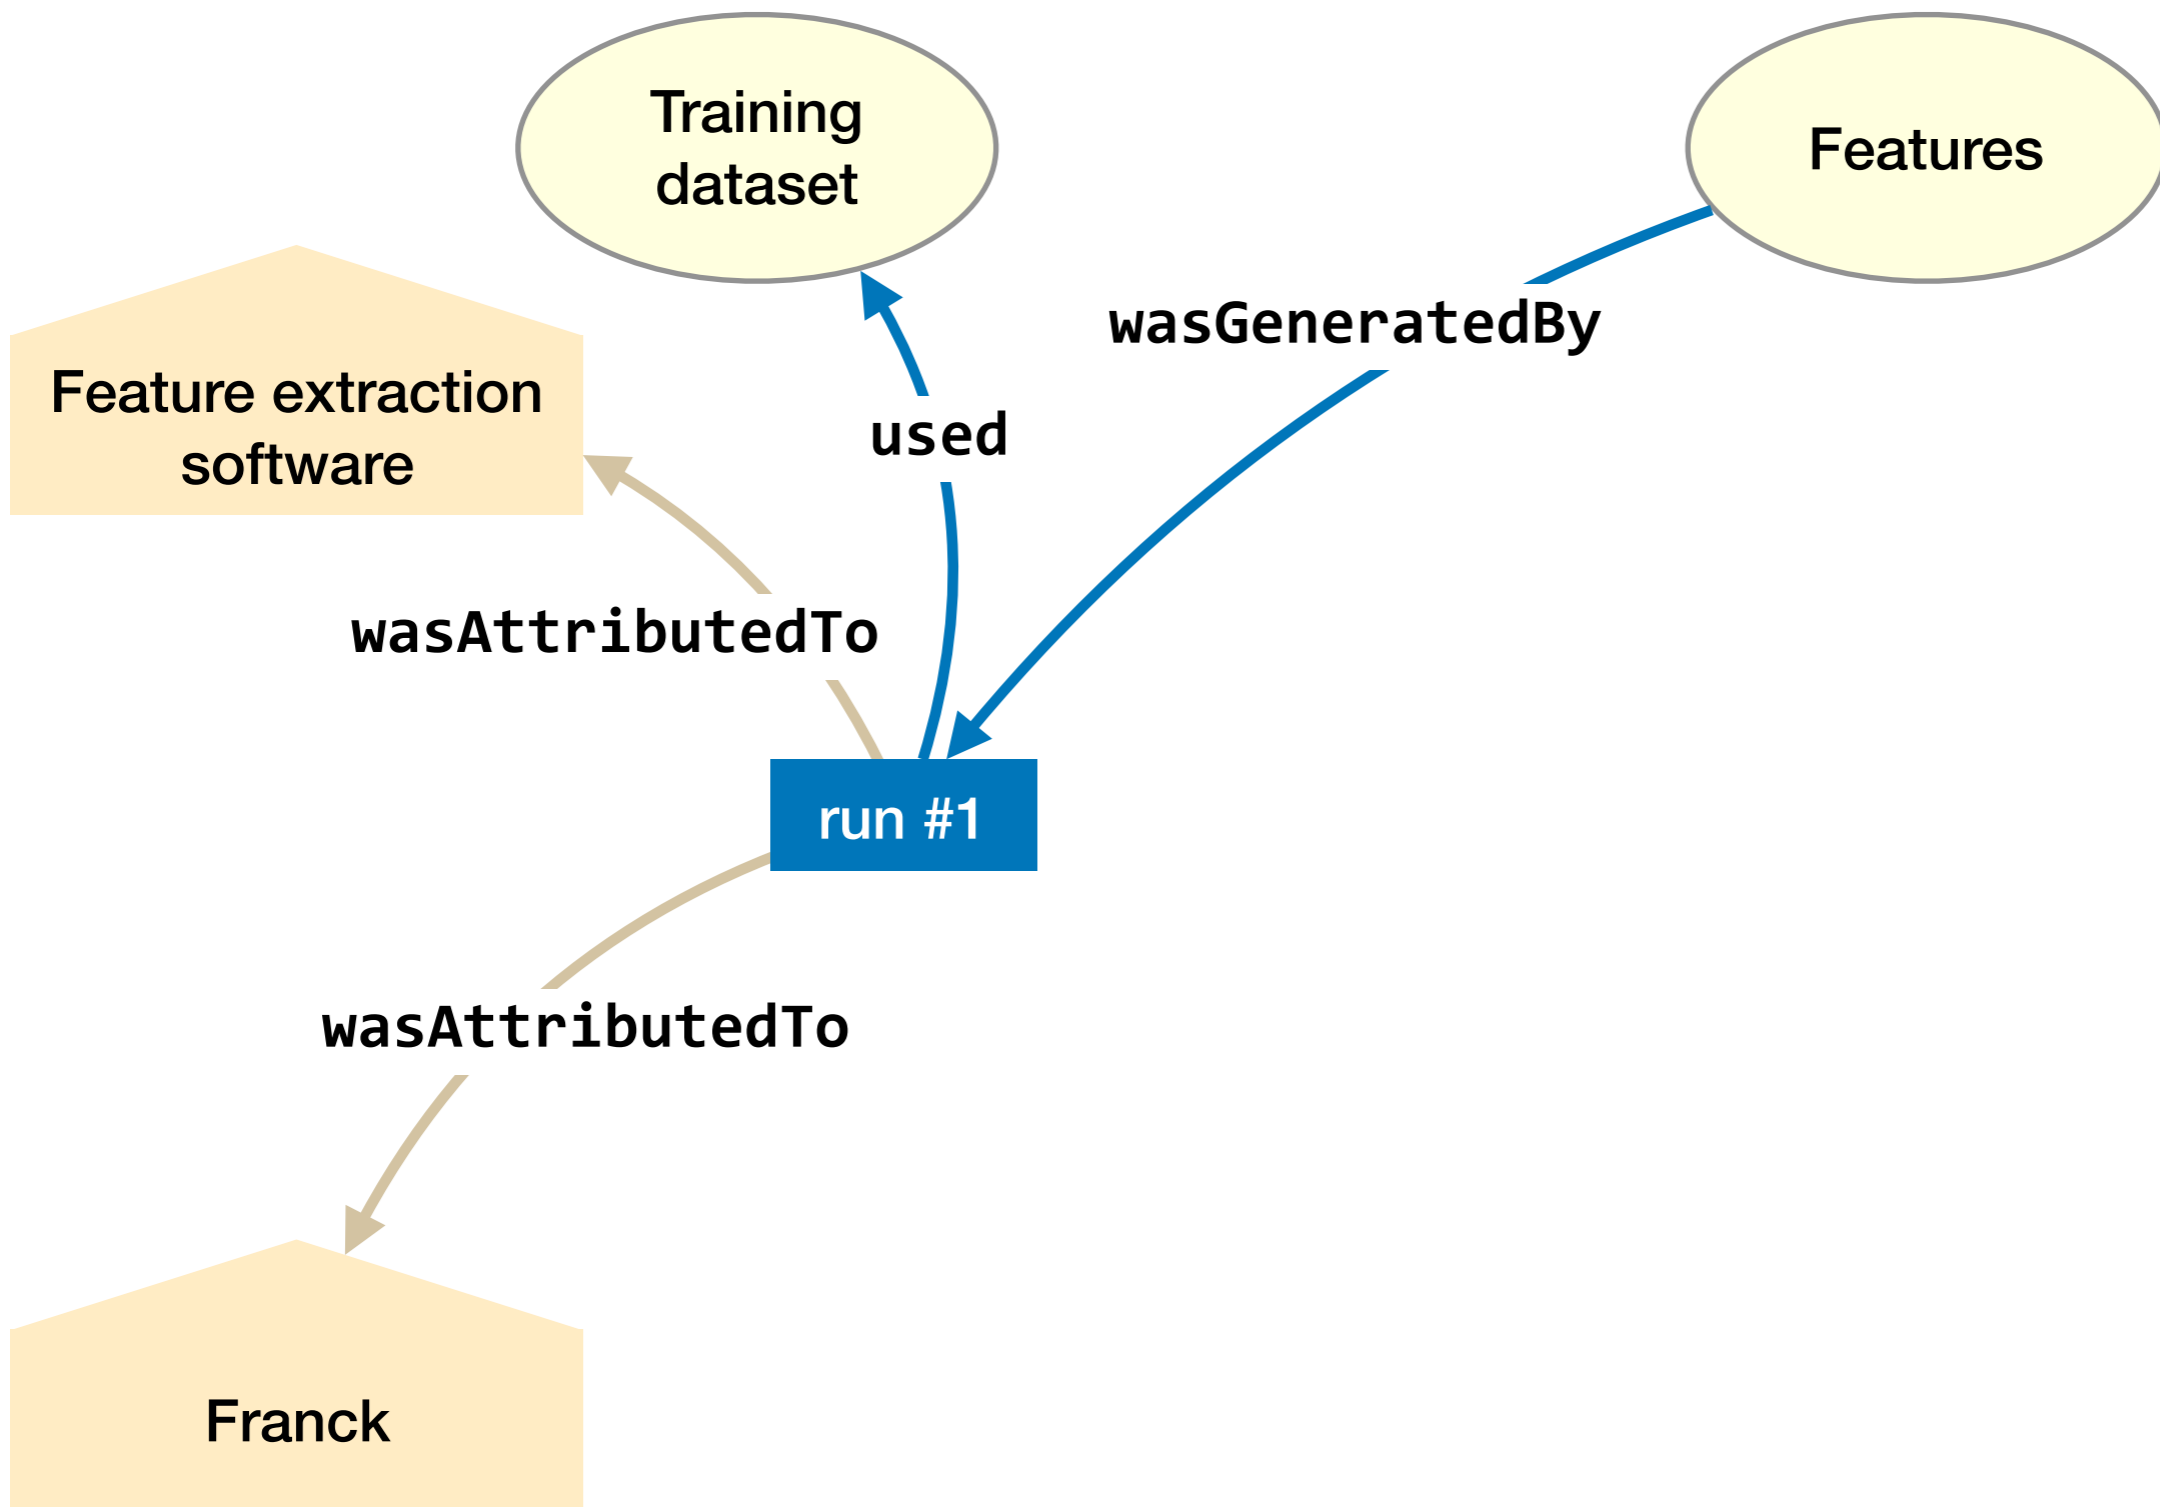 Training
dataset
Features
wasGeneratedBy
Feature extraction
software
used
wasAttributedTo
run #1
wasAttributedTo
Franck